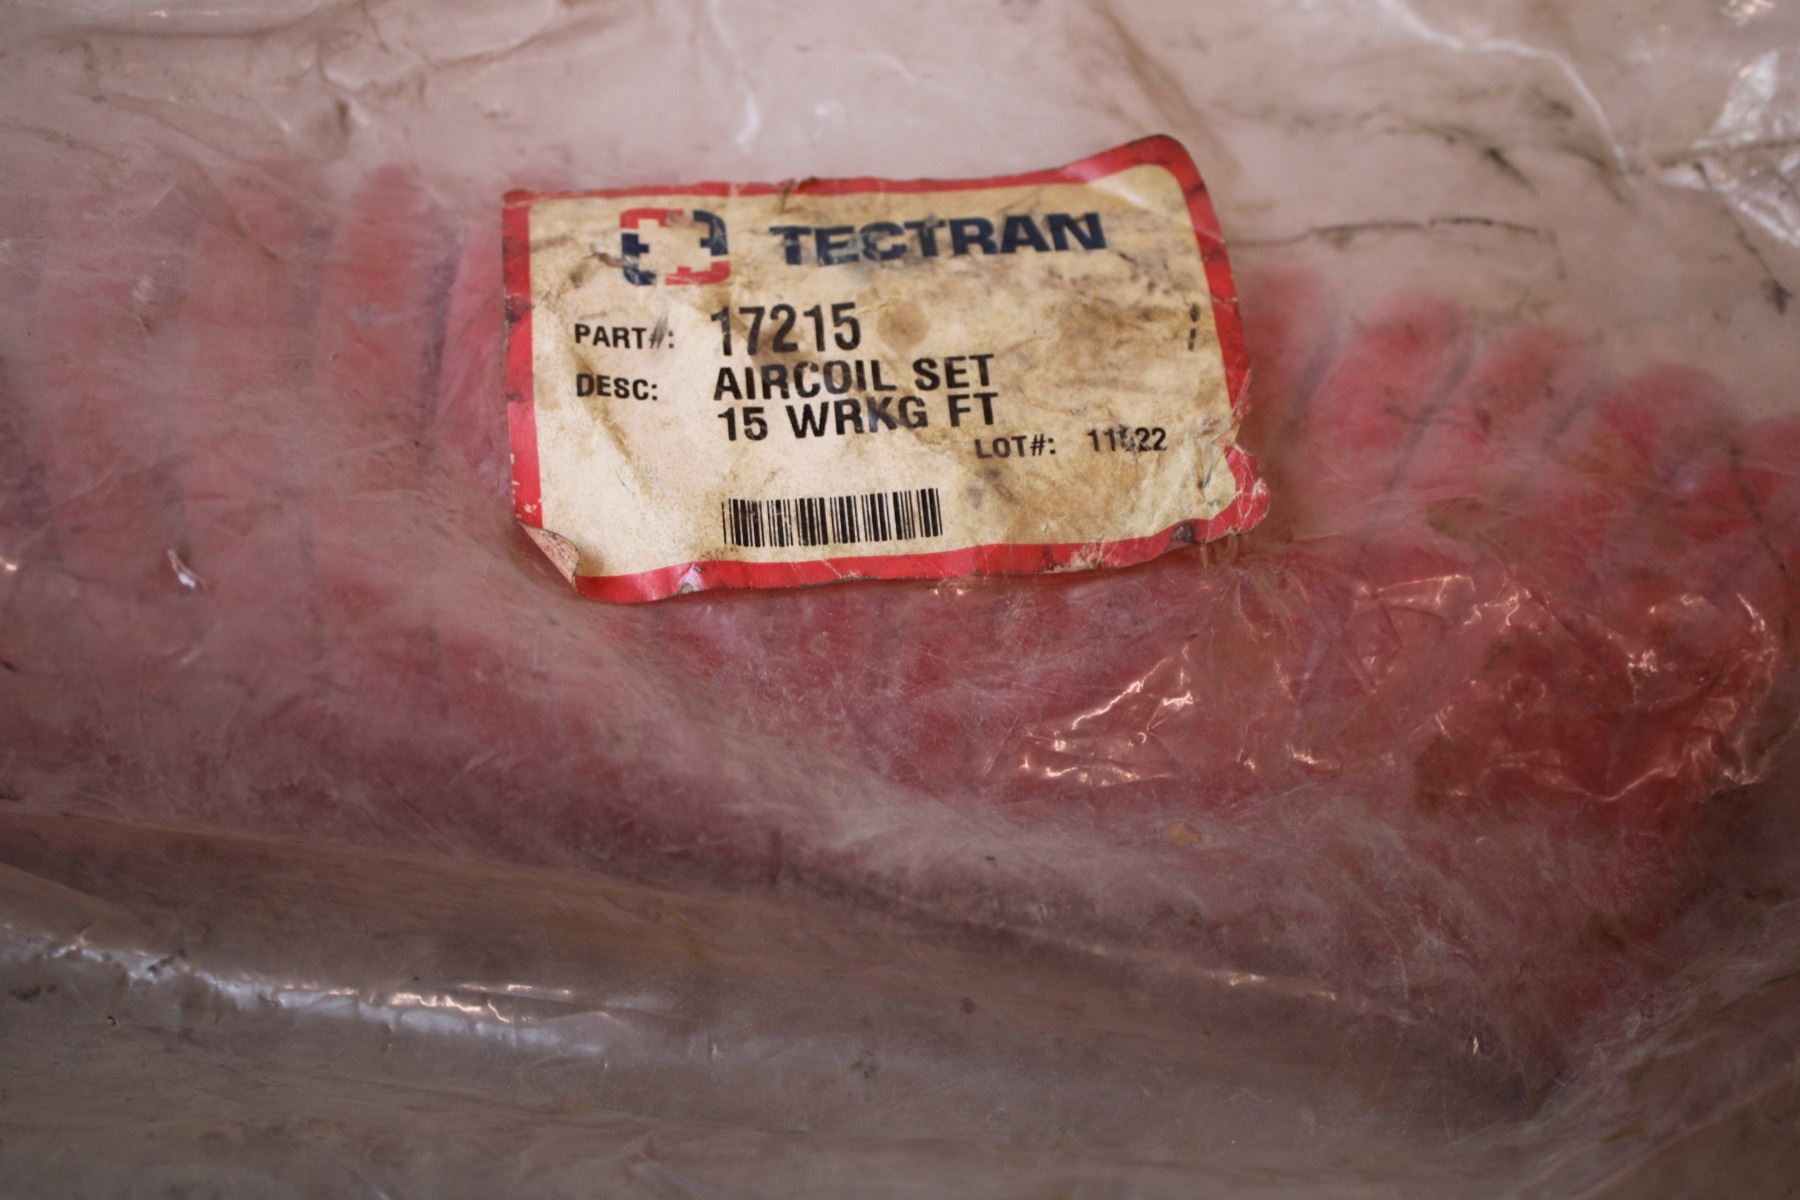 TECTRAN
PART#: 17215
DESC: AIRCOIL SET
15 WRKG FT
LOT#: